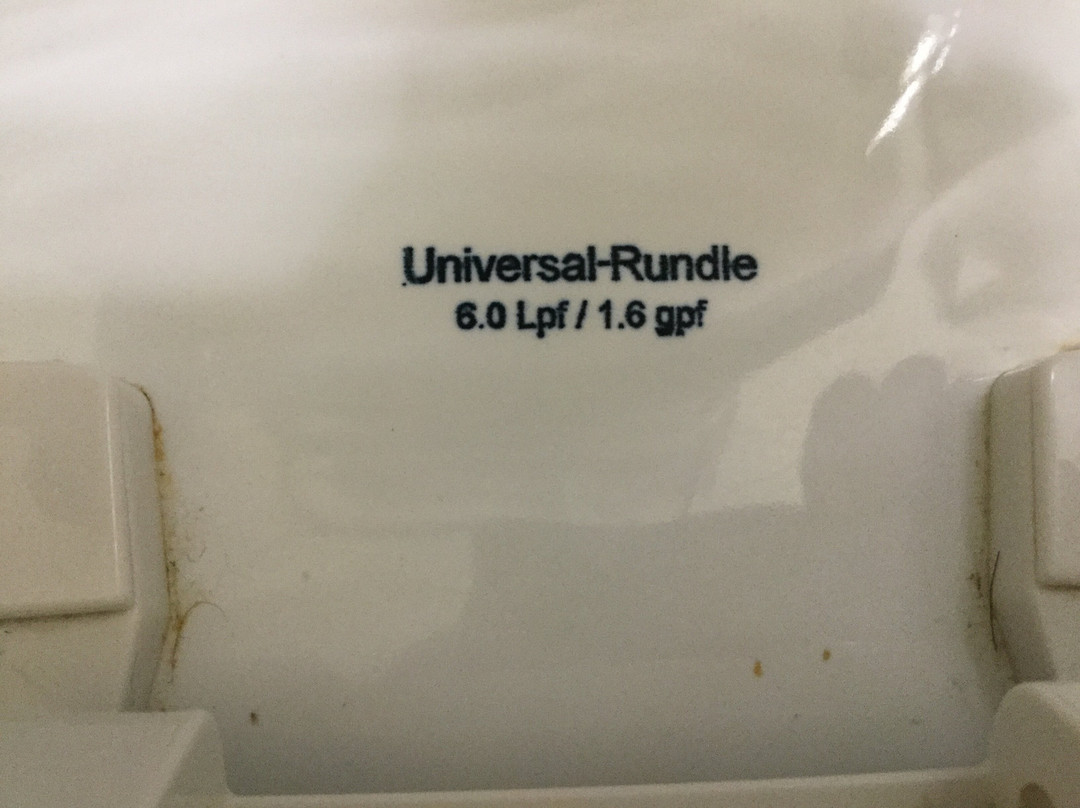 Universal-Rundle
6.0 Lpf / 1.6 gpf